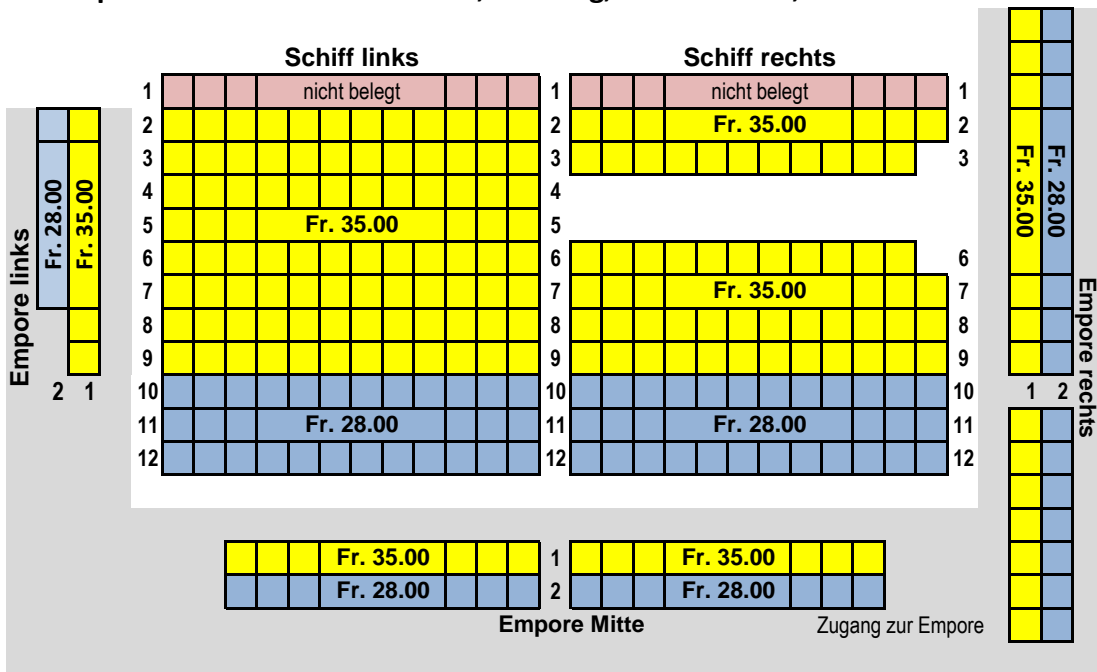 Schiff links Schiff rechts
1 nicht belegt 1 nicht belegt 1
2 2 Fr. 35.00 2
3 3 3
4 4
5 Fr. 35.00 5
6 6 6
7 7 Fr. 35.00 7
8 8 8
9 9 9
10 10 10
11 Fr. 28.00 11 Fr. 28.00 11
12 12 12
Empore links
Fr. 28.00
Fr. 35.00
2 1
Fr. 35.00
Fr. 28.00
1 2
Empore rechts
Fr. 35.00 1 Fr. 35.00
Fr. 28.00 2 Fr. 28.00
Empore Mitte
Zugang zur Empore